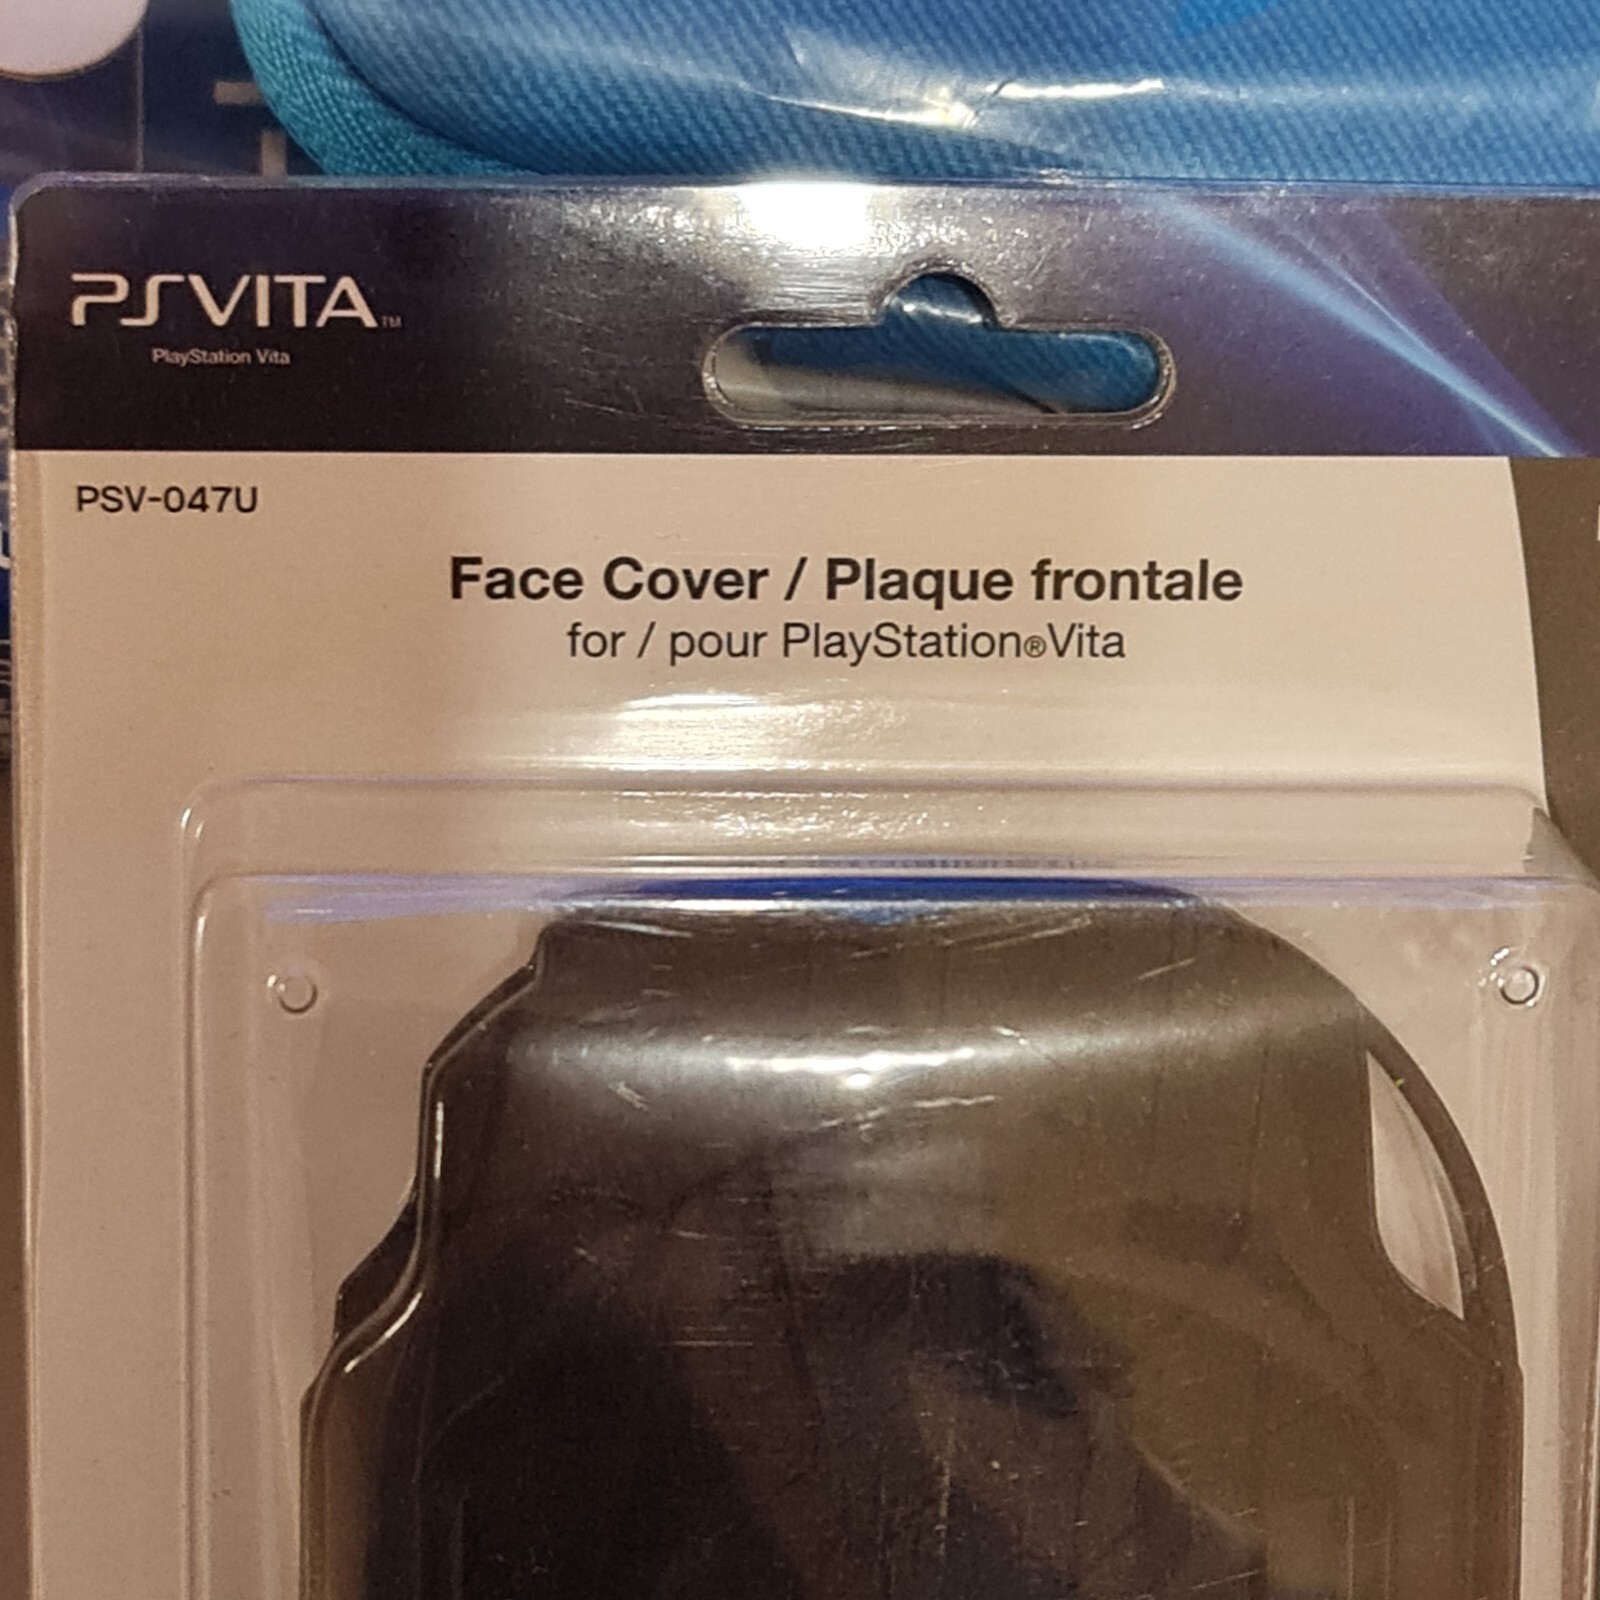 PSVITA™
PlayStation Vita
PSV-047U
Face Cover / Plaque frontale
for / pour PlayStation®Vita